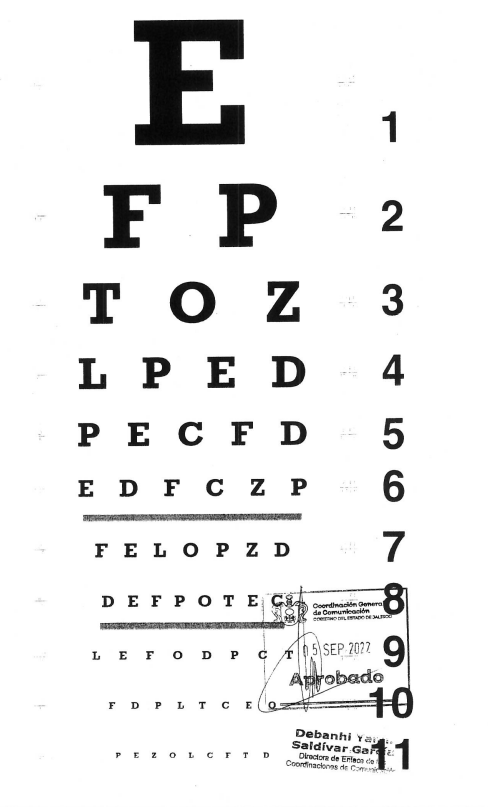 E
1
F P
2
T O Z
3
L P E D
4
P E C F D
5
E D F C Z P
6
F E L O P Z D
7
D E F P O T E C
8
Coordinación General
de Comunicación
GOBIERNO DEL ESTADO DE JALISCO
L E F O D P C T
9
05 SEP 2022
Aprobado
F D P L T C E O
10
Debanhi
Saldívar García
Directora de Enlace de
Coordinaciones de
P E Z O L C F T D
11